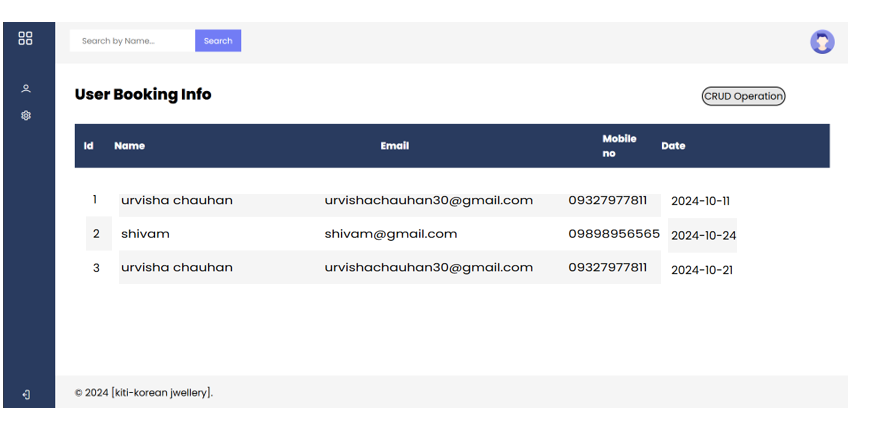 Search by Name... Search
User Booking Info CRUD Operation
Id Name Email Mobile no Date
1 urvisha chauhan urvishachauhan30@gmail.com 09327977811 2024-10-11
2 shivam shivam@gmail.com 09898956565 2024-10-24
3 urvisha chauhan urvishachauhan30@gmail.com 09327977811 2024-10-21
© 2024 [kiti-korean jwellery].